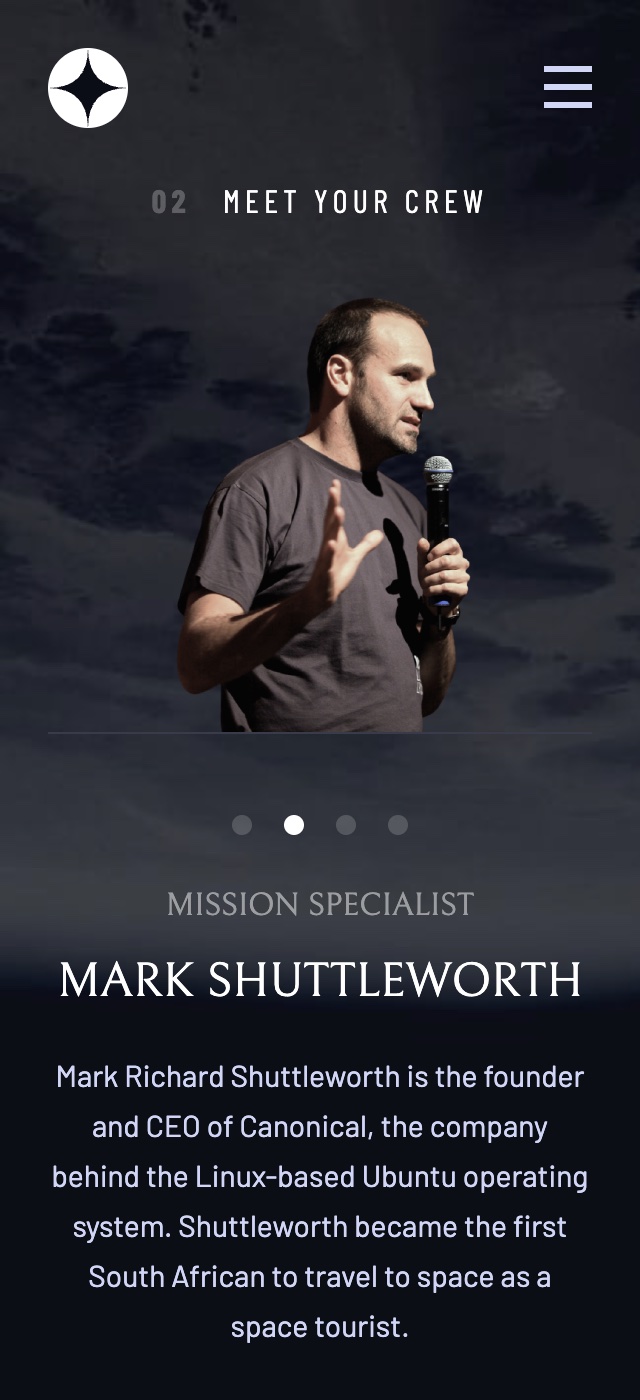 02 MEET YOUR CREW
MISSION SPECIALIST
MARK SHUTTLEWORTH
Mark Richard Shuttleworth is the founder
and CEO of Canonical, the company
behind the Linux-based Ubuntu operating
system. Shuttleworth became the first
South African to travel to space as a
space tourist.